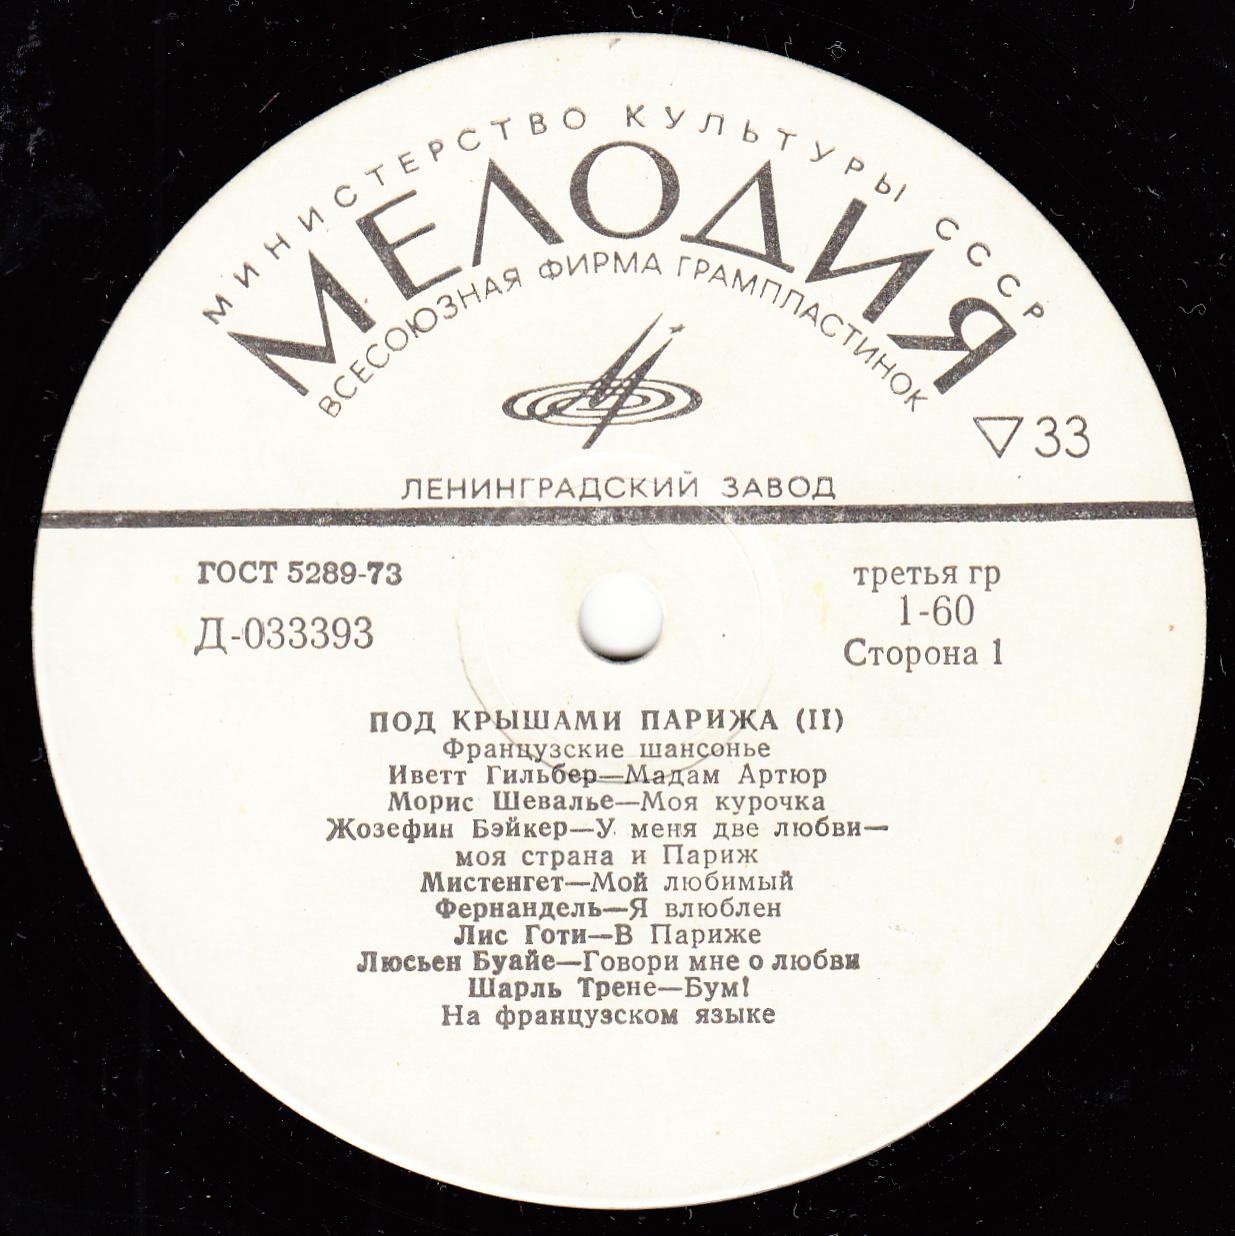 МИНИСТЕРСТВО КУЛЬТУРЫ СССР
МЕЛОДИЯ
ВСЕСОЮЗНАЯ ФИРМА ГРАМПЛАСТИНОК
33
ЛЕНИНГРАДСКИЙ ЗАВОД
ГОСТ 5289-73
Д-033393
третья гр
1-60
Сторона 1
ПОД КРЫШАМИ ПАРИЖА (II)
Французские шансонье
Иветт Гильбер—Мадам Артюр
Морис Шевалье—Моя курочка
Жозефин Бэйкер—У меня две любви—
моя страна и Париж
Мистенгет—Мой любимый
Фернандель—Я влюблен
Лис Готи—В Париже
Люсьен Буайе—Говори мне о любви
Шарль Трене—Бум!
На французском языке